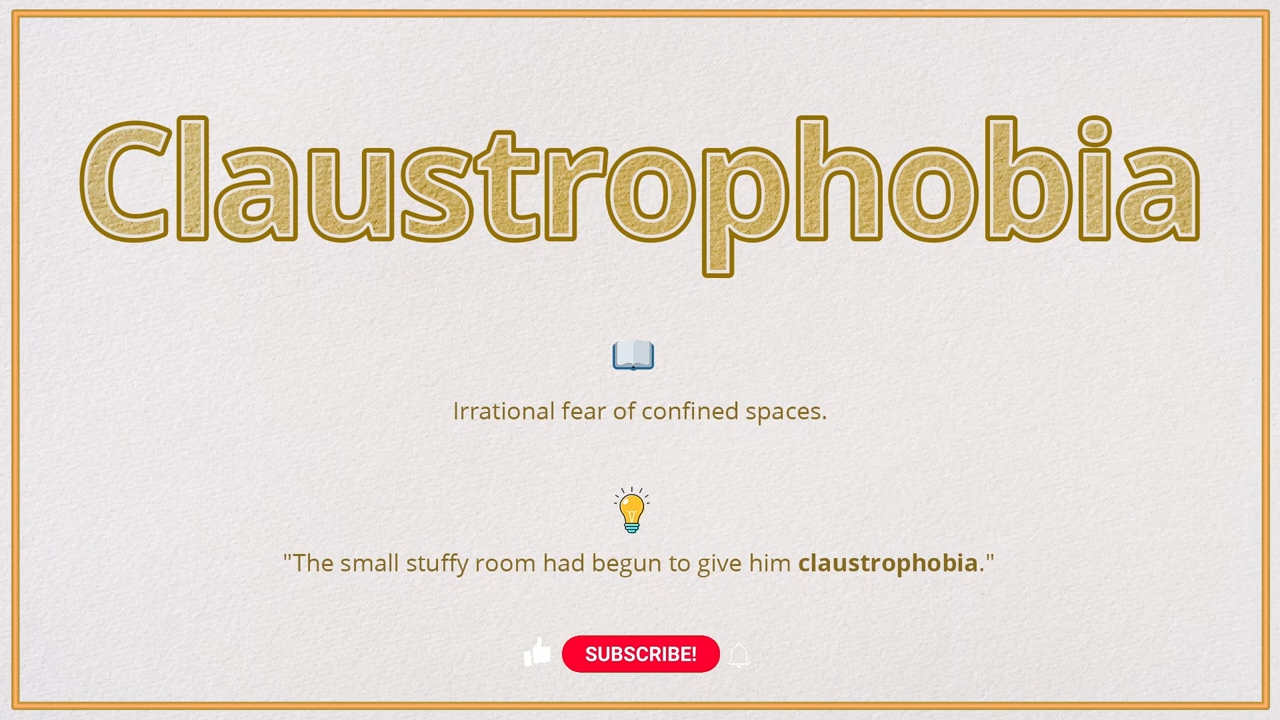 Claustrophobia
Irrational fear of confined spaces.
"The small stuffy room had begun to give him claustrophobia."
SUBSCRIBE!